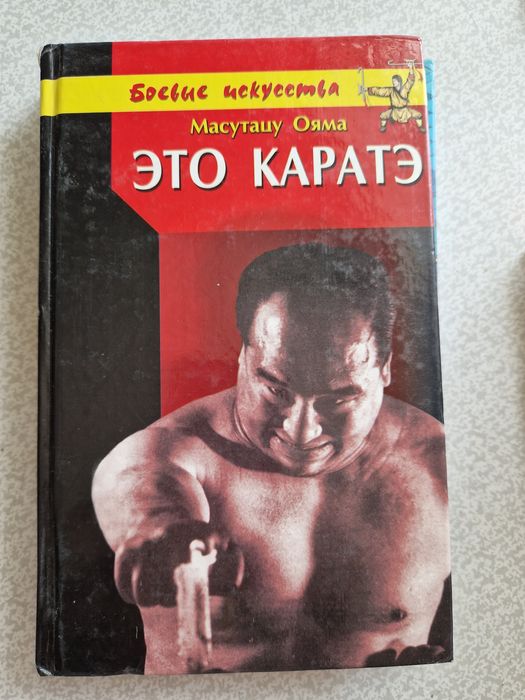 Боевые искусства
Масутацу Ояма
ЭТО КАРАТЭ